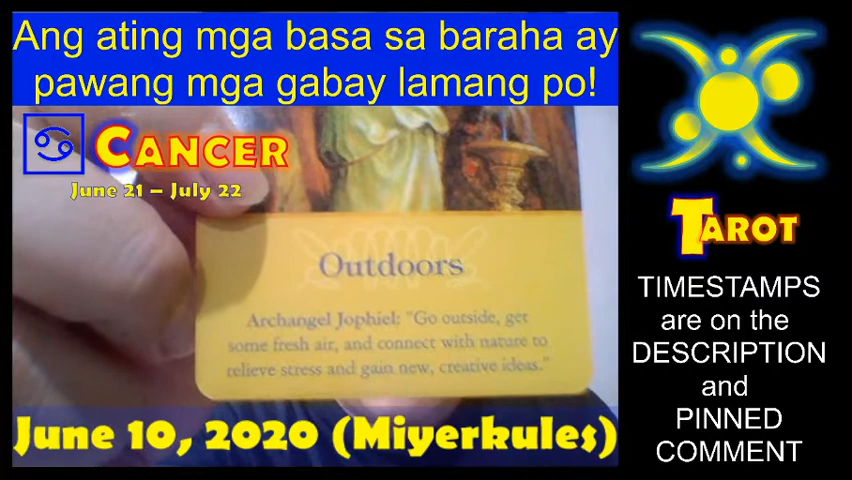 Ang ating mga basa sa baraha ay
pawang mga gabay lamang po!
CANCER
June 21 – July 22
Outdoors
Archangel Jophiel: "Go outside, get
some fresh air, and connect with nature to
relieve stress and gain new, creative ideas."
June 10, 2020 (Miyerkules)
TAROT
TIMESTAMPS
are on the
DESCRIPTION
and
PINNED
COMMENT